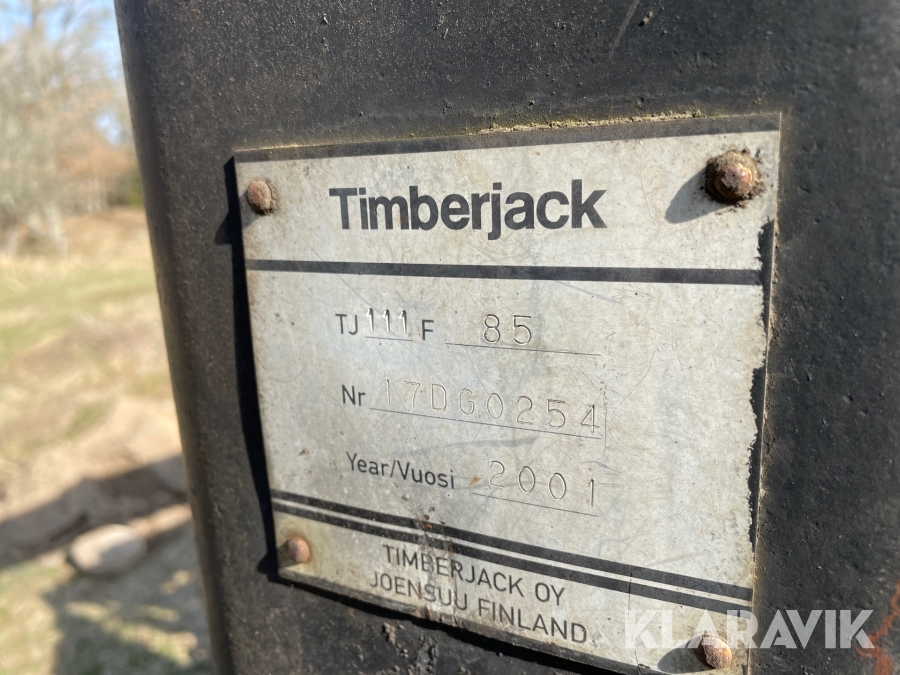 Timberjack
TJ 111 F 85
Nr 17DG0254
Year/Vuosi 2001
TIMBERJACK OY
JOENSUU FINLAND
KLARAVIK